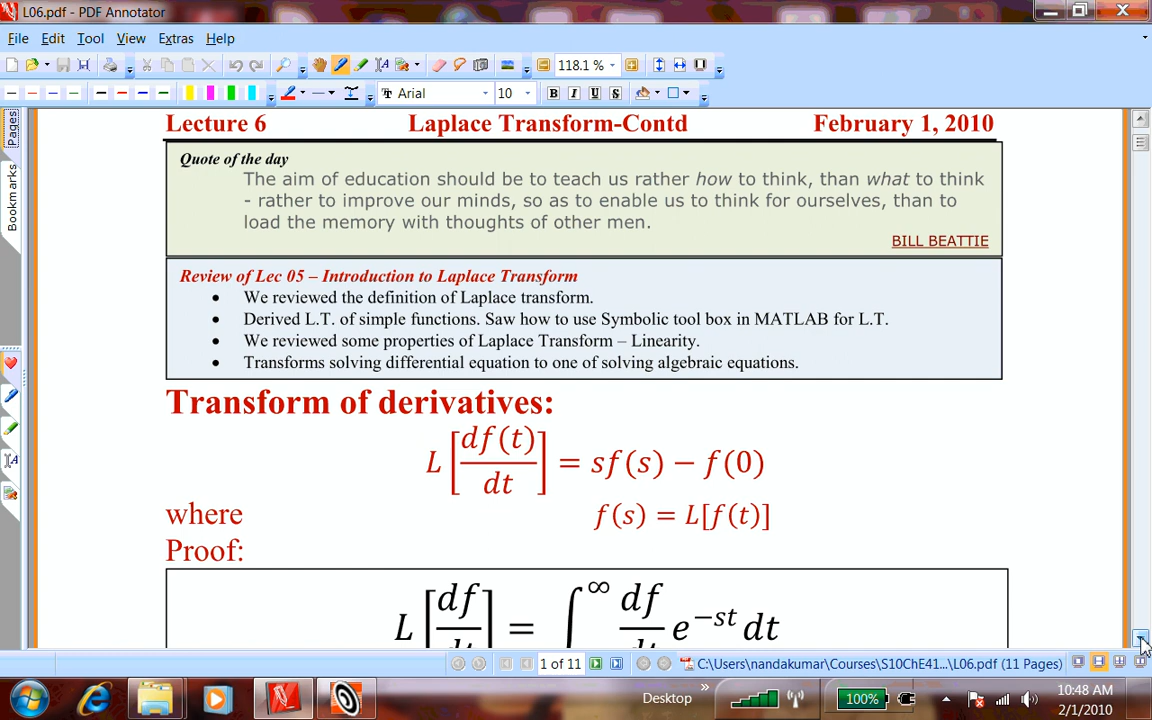 L06.pdf - PDF Annotator
File Edit Tool View Extras Help
118.1 %
Arial 10 B I U S
Pages
Bookmarks
Lecture 6 Laplace Transform-Contd February 1, 2010
Quote of the day
The aim of education should be to teach us rather how to think, than what to think
- rather to improve our minds, so as to enable us to think for ourselves, than to
load the memory with thoughts of other men.
BILL BEATTIE
Review of Lec 05 – Introduction to Laplace Transform
• We reviewed the definition of Laplace transform.
• Derived L.T. of simple functions. Saw how to use Symbolic tool box in MATLAB for L.T.
• We reviewed some properties of Laplace Transform – Linearity.
• Transforms solving differential equation to one of solving algebraic equations.
Transform of derivatives:
L[df(t)/dt] = sf(s) − f(0)
where f(s) = L[f(t)]
Proof:
L[df/dt] = ∫^∞ df/dt e^−st dt
1 of 11 C:\Users\nandakumar\Courses\S10ChE41...\L06.pdf (11 Pages)
Desktop » 100% 10:48 AM
2/1/2010